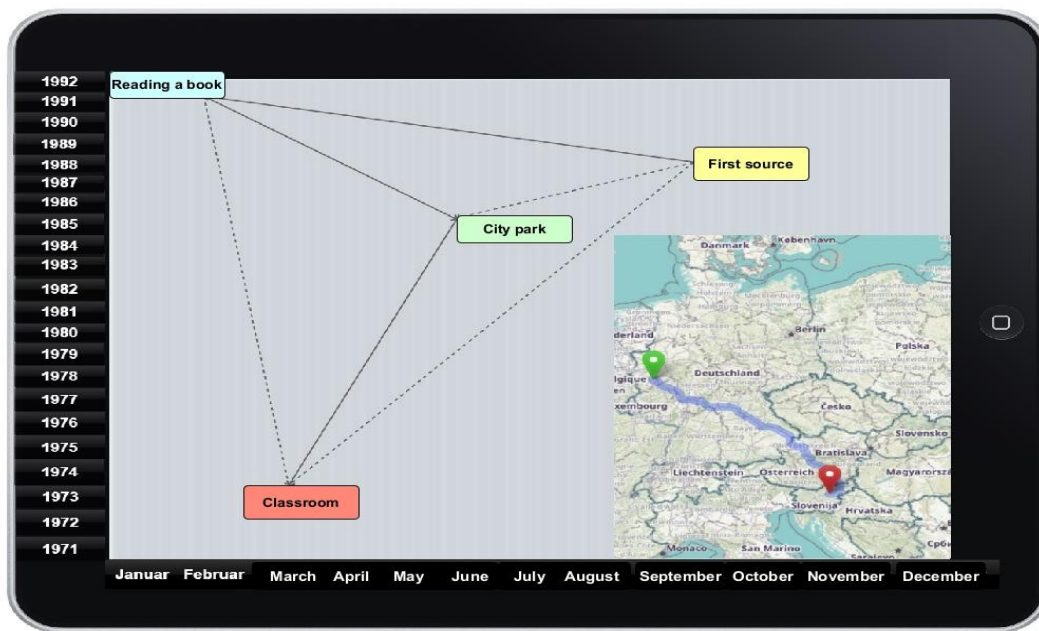 1992
1991
1990
1989
1988
1987
1986
1985
1984
1983
1982
1981
1980
1979
1978
1977
1976
1975
1974
1973
1972
1971
Reading a book
First source
City park
Classroom
Danmark
København
Berlin
Polska
Deutschland
Česko
Slovensko
Bratislava
Liechtenstein Österreich
Magyarorszá
Slovenija
Hrvatska
Monaco
San Marino
Januar Februar March April May June July August September October November December